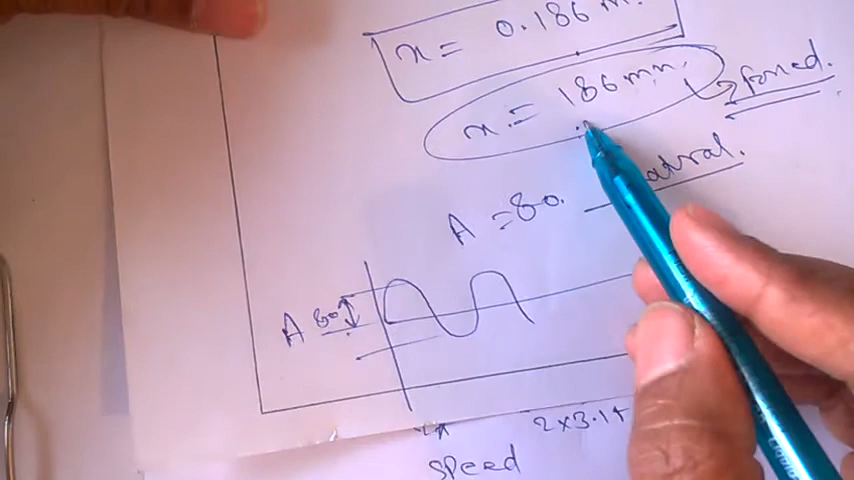 x = 0.186 m.
x = 186 mm. forced.
A = 80.
A 80
2×3.14
speed